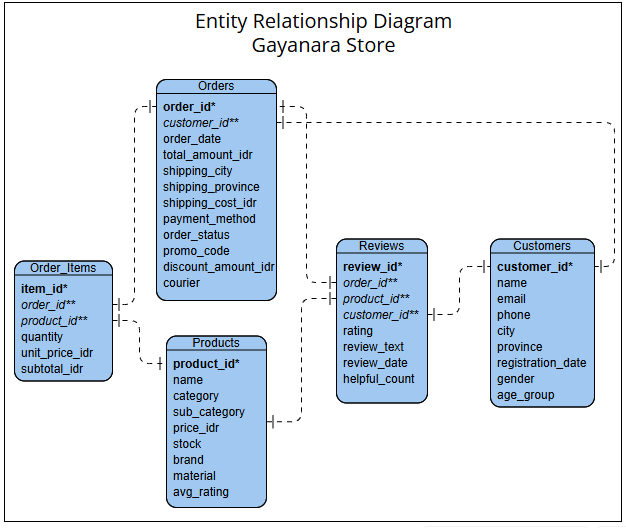 Entity Relationship Diagram
Gayanara Store
Orders
order_id*
customer_id**
order_date
total_amount_idr
shipping_city
shipping_province
shipping_cost_idr
payment_method
order_status
promo_code
discount_amount_idr
courier
Order_Items
item_id*
order_id**
product_id**
quantity
unit_price_idr
subtotal_idr
Products
product_id*
name
category
sub_category
price_idr
stock
brand
material
avg_rating
Reviews
review_id*
order_id**
product_id**
customer_id**
rating
review_text
review_date
helpful_count
Customers
customer_id*
name
email
phone
city
province
registration_date
gender
age_group